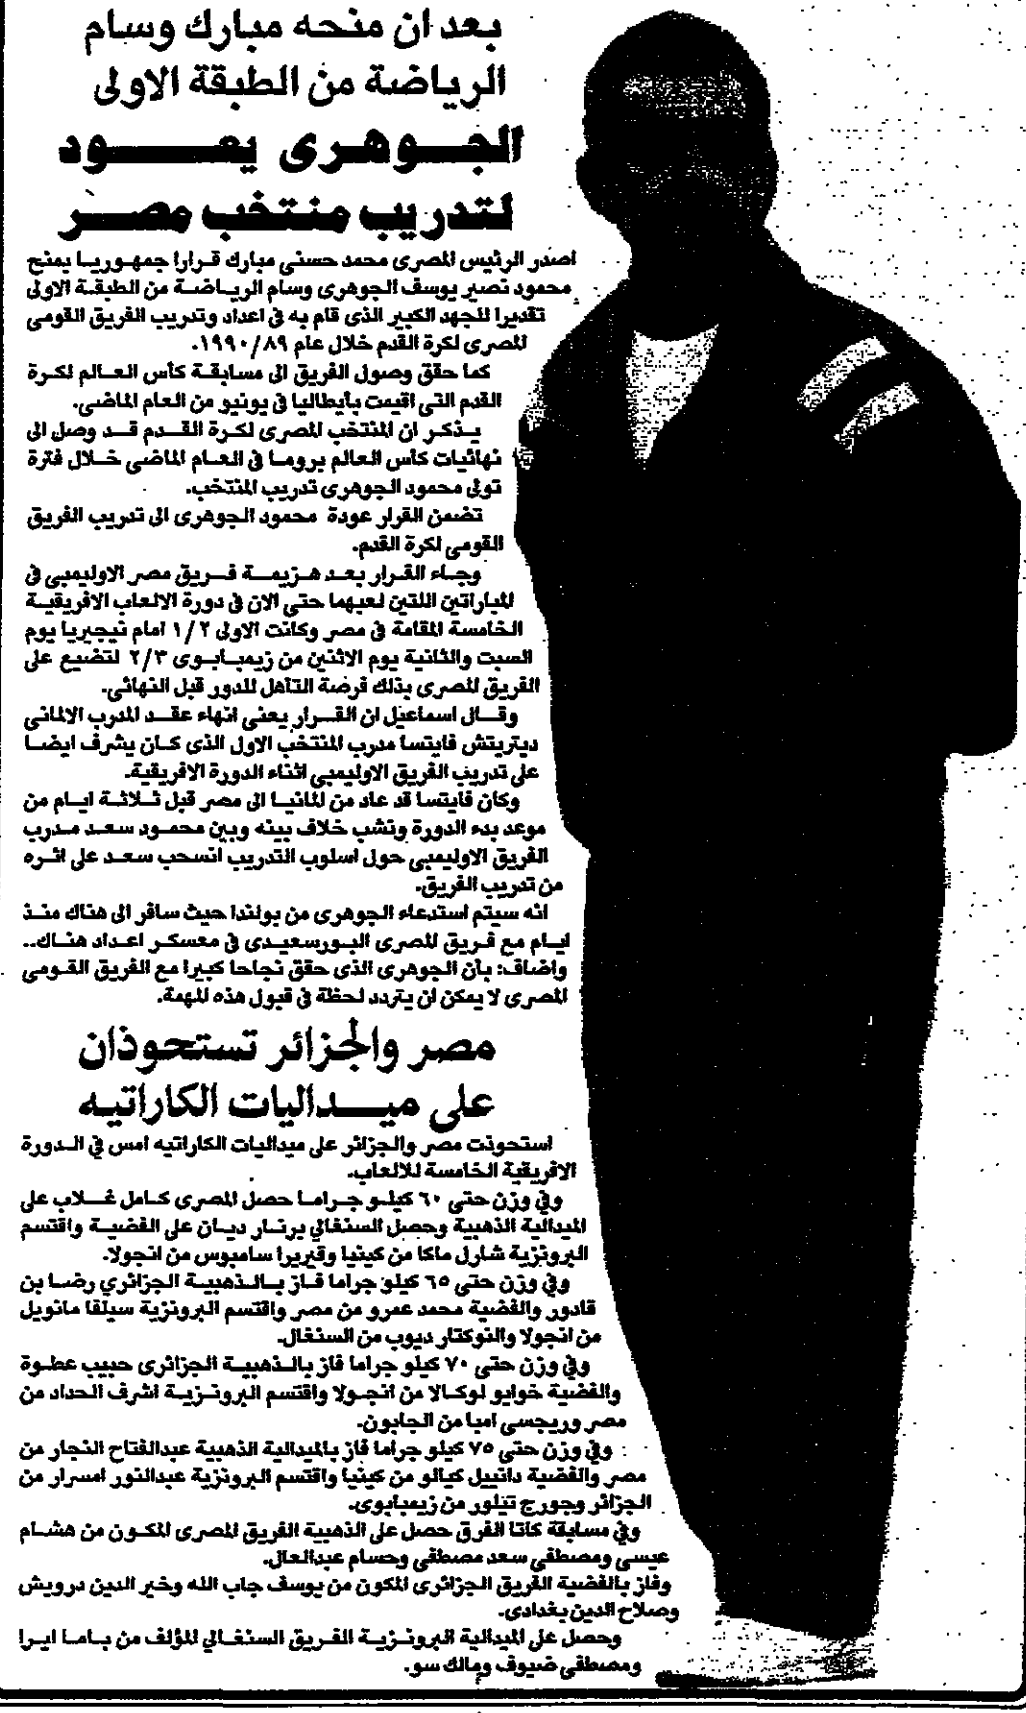 بعد ان منحه مبارك وسام
الرياضة من الطبقة الاولى
الجوهرى يعود
لتدريب منتخب مصر
اصدر الرئيس المصرى محمد حسنى مبارك قرارا جمهوريا بمنح
محمود نصير يوسف الجوهرى وسام الرياضة من الطبقة الاولى
تقديرا للجهد الكبير الذى قام به فى اعداد وتدريب الفريق القومى
المصرى لكرة القدم خلال عام ١٩٩٠/٨٩.
كما حقق وصول الفريق الى مسابقة كأس العالم لكرة
القدم التى اقيمت بايطاليا فى يونيو من العام الماضى.
يذكر ان المنتخب المصرى لكرة القدم قد وصل الى
نهائيات كأس العالم بروما فى العام الماضى خلال فترة
تولى محمود الجوهرى تدريب المنتخب.
تضمن القرار عودة محمود الجوهرى الى تدريب الفريق
القومى لكرة القدم.
وجاء القرار بعد هزيمة فريق مصر الاوليمبى فى
المباراتين اللتين لعبهما حتى الان فى دورة الالعاب الافريقية
الخامسة المقامة فى مصر وكانت الاولى ١/٢ امام نيجيريا يوم
السبت والثانية يوم الاثنين من زيمبابوى ٢/٣ لتضيع على
الفريق المصرى بذلك فرصة التأهل للدور قبل النهائى.
وقال اسماعيل ان القرار يعنى انهاء عقد المدرب الالمانى
ديتريتش فايتسا مدرب المنتخب الاول الذى كان يشرف ايضا
على تدريب الفريق الاوليمبى اثناء الدورة الافريقية.
وكان فايتسا قد عاد من المانيا الى مصر قبل ثلاثة ايام من
موعد بدء الدورة ونشب خلاف بينه وبين محمود سعد مدرب
الفريق الاوليمبى حول اسلوب التدريب انسحب سعد على اثره
من تدريب الفريق.
انه سيتم استدعاء الجوهرى من بولندا حيث سافر الى هناك منذ
ايام مع فريق المصرى البورسعيدى فى معسكر اعداد هناك..
واضاف: بأن الجوهرى الذى حقق نجاحا كبيرا مع الفريق القومى
المصرى لا يمكن ان يتردد لحظة فى قبول هذه المهمة.
مصر والجزائر تستحوذان
على ميداليات الكاراتيه
استحوذت مصر والجزائر على ميداليات الكاراتيه امس فى الدورة
الافريقية الخامسة للالعاب.
وفى وزن حتى ٦٠ كيلو جراما حصل المصرى كامل غلاب على
الميدالية الذهبية وحصل السنغالي برنار ديان على الفضية واقتسم
البرونزية شارل ماكا من كينيا وفيريرا سامبوس من انجولا.
وفى وزن حتى ٦٥ كيلو جراما فاز بالذهبية الجزائري رضا بن
قادور والفضية محمد عمرو من مصر واقتسم البرونزية سيلفا مانويل
من انجولا والنوكتار ديوب من السنغال.
وفى وزن حتى ٧٠ كيلو جراما فاز بالذهبية الجزائرى حبيب عطوة
والفضية خوايو لوكالا من انجولا واقتسم البرونزية اشرف الحداد من
مصر وريجسى امبا من الجابون.
وفى وزن حتى ٧٥ كيلو جراما فاز بالميدالية الذهبية عبدالفتاح النجار من
مصر والفضية دانييل كيالو من كينيا واقتسم البرونزية عبدالنور امسرار من
الجزائر وجورج تيلور من زيمبابوى.
وفى مسابقة كاتا الفرق حصل على الذهبية الفريق المصرى المكون من هشام
عيسى ومصطفى سعد مصطفى وحسام عبدالعال.
وفاز بالفضية الفريق الجزائرى المكون من يوسف جاب الله وخير الدين درويش
وصلاح الدين بغدادى.
وحصل على الميدالية البرونزية الفريق السنغالي المؤلف من باما ايرا
ومصطفى ضيوف ومالك سو.